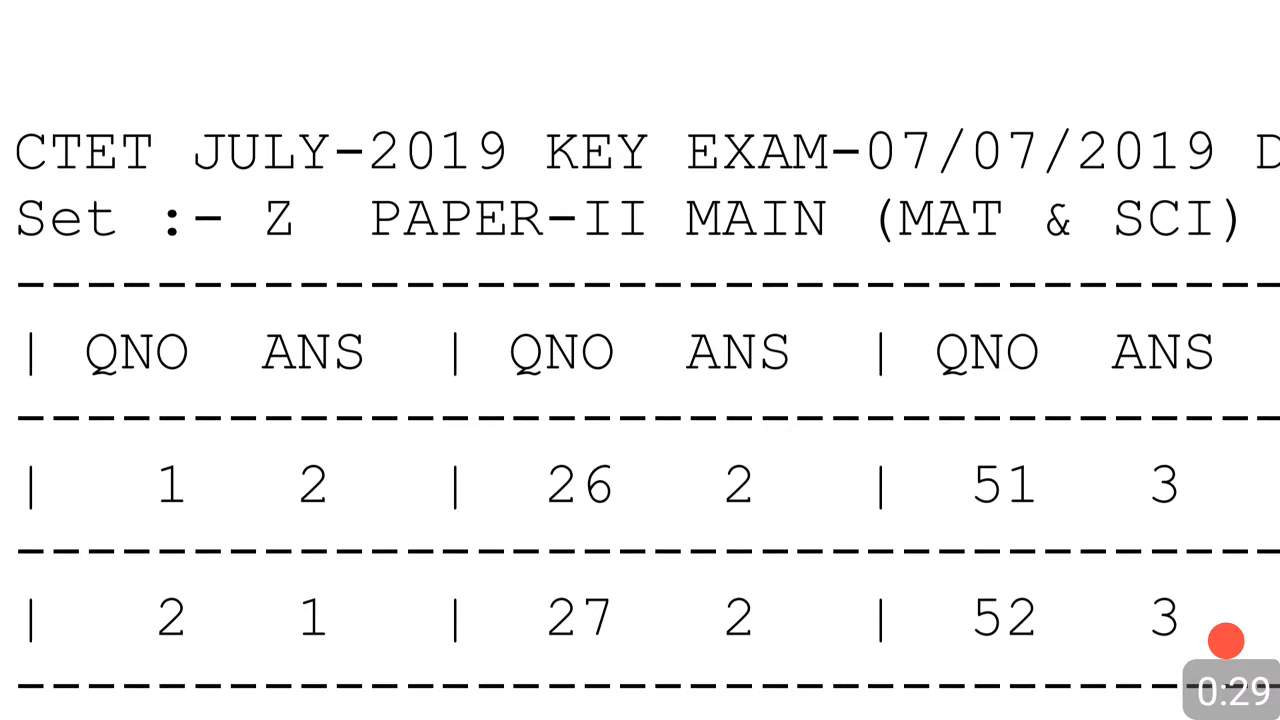 CTET JULY-2019 KEY EXAM-07/07/2019 D
Set :- Z PAPER-II MAIN (MAT & SCI)
--------------------------------------
| QNO ANS | QNO ANS | QNO ANS
--------------------------------------
| 1 2 | 26 2 | 51 3
--------------------------------------
| 2 1 | 27 2 | 52 3
--------------------------------------
0:29